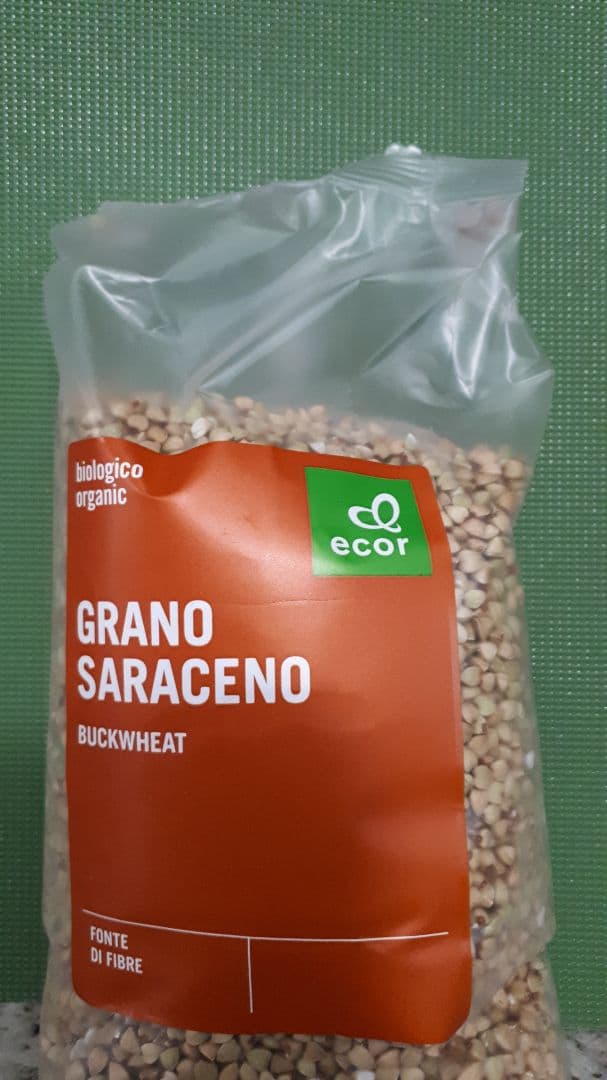 biologico
organic
ecor
GRANO
SARACENO
BUCKWHEAT
FONTE
DI FIBRE